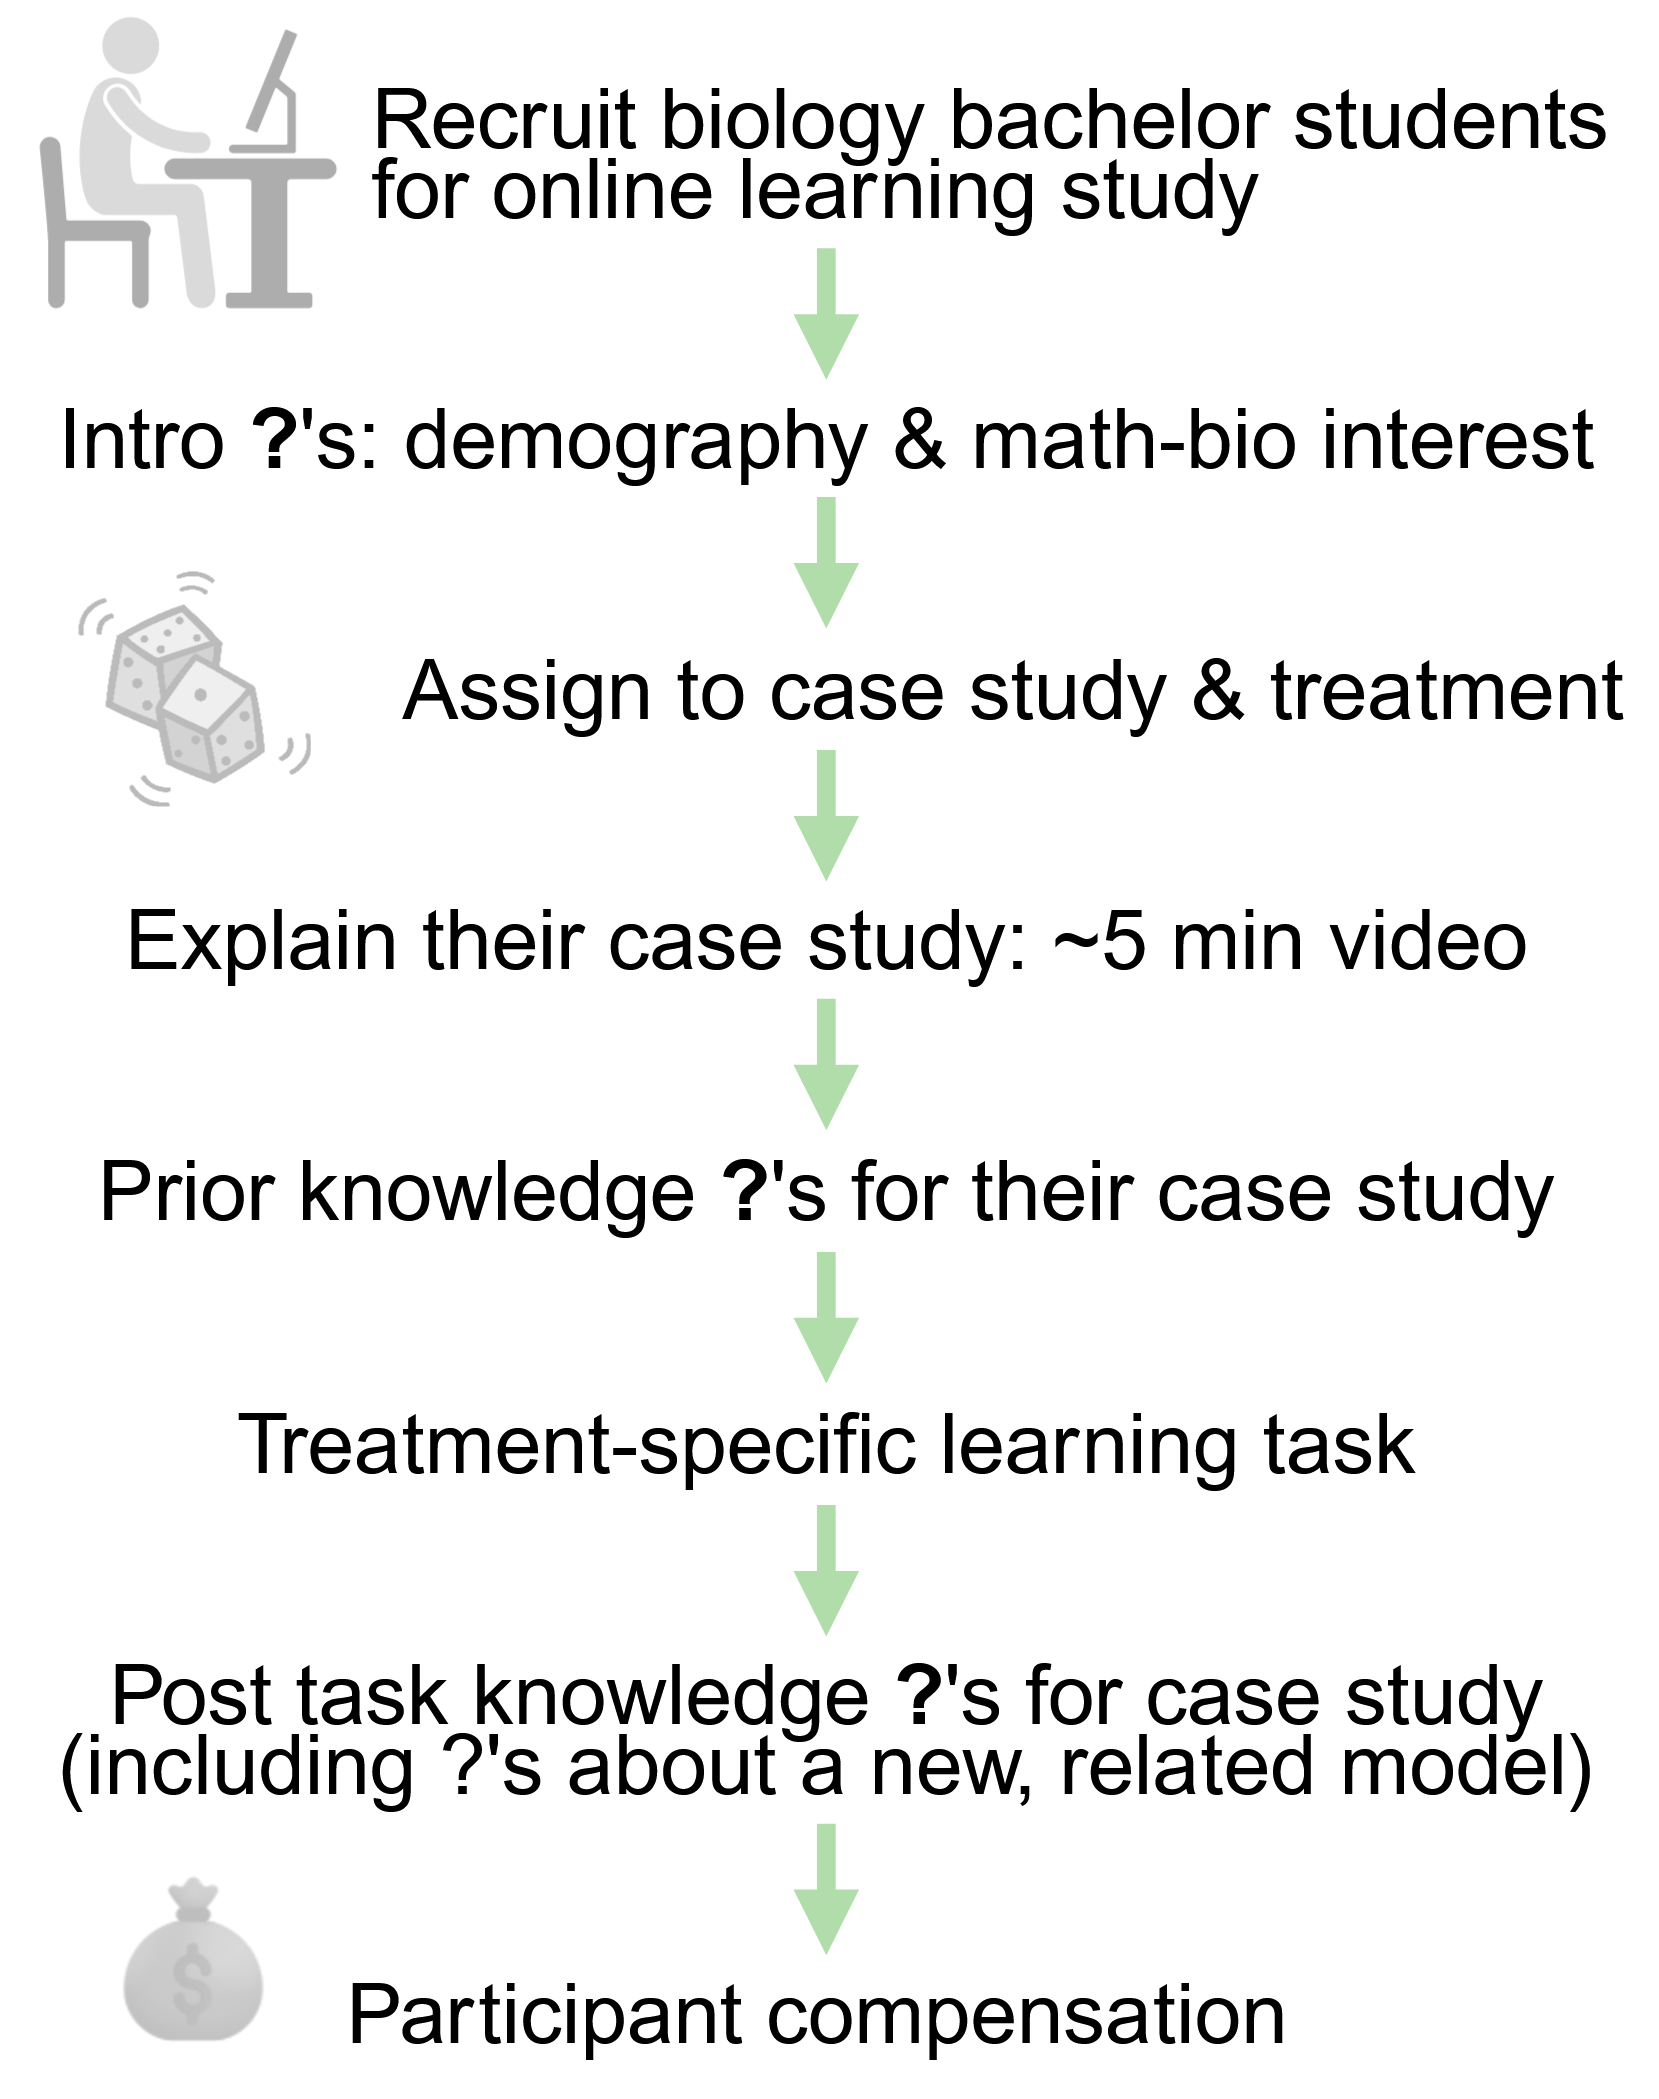 Recruit biology bachelor students
for online learning study
Intro ?'s: demography & math-bio interest
Assign to case study & treatment
Explain their case study: ~5 min video
Prior knowledge ?'s for their case study
Treatment-specific learning task
Post task knowledge ?'s for case study
(including ?'s about a new, related model)
$
Participant compensation